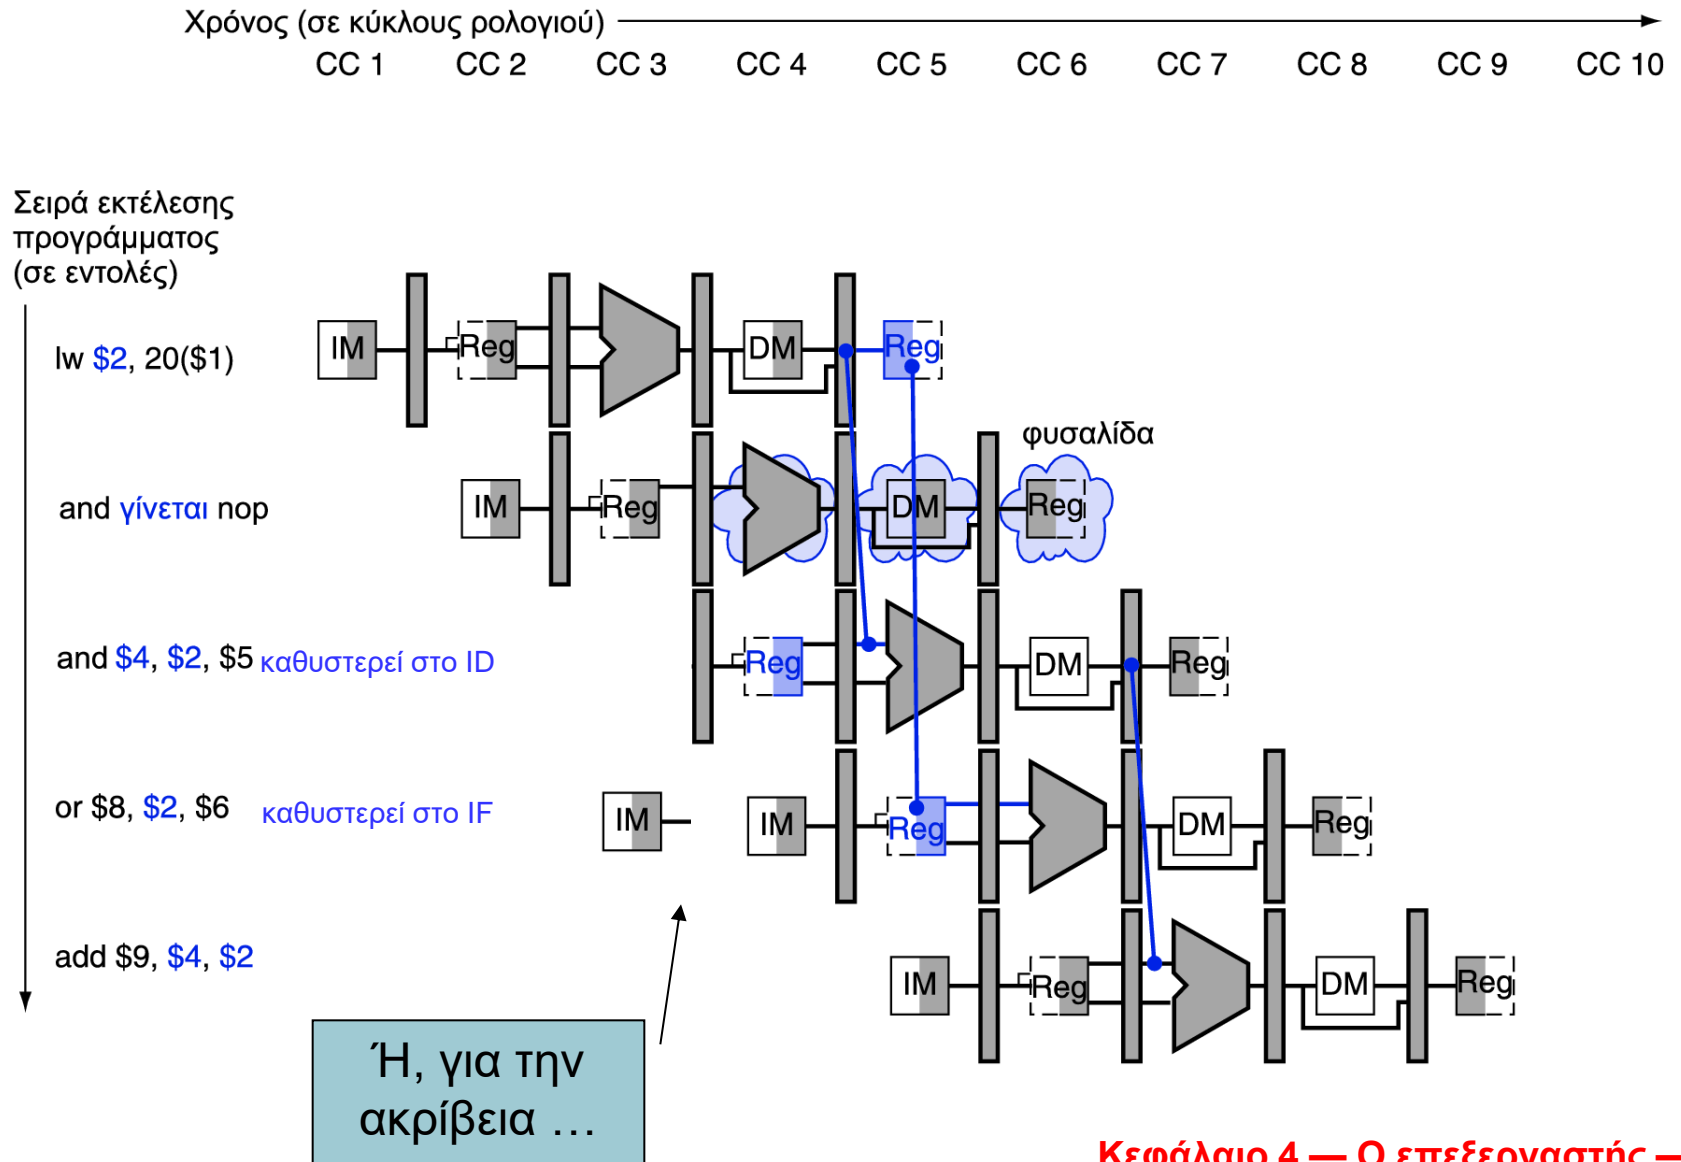 Χρόνος (σε κύκλους ρολογιού)
CC 1 CC 2 CC 3 CC 4 CC 5 CC 6 CC 7 CC 8 CC 9 CC 10
Σειρά εκτέλεσης
προγράμματος
(σε εντολές)
lw $2, 20($1)
IM Reg DM Reg
φυσαλίδα
and γίνεται nop
IM Reg DM Reg
and $4, $2, $5 καθυστερεί στο ID
Reg DM Reg
or $8, $2, $6 καθυστερεί στο IF
IM IM Reg DM Reg
add $9, $4, $2
IM Reg DM Reg
Ή, για την
ακρίβεια …
Κεφάλαιο 4 — Ο επεξεργαστής —